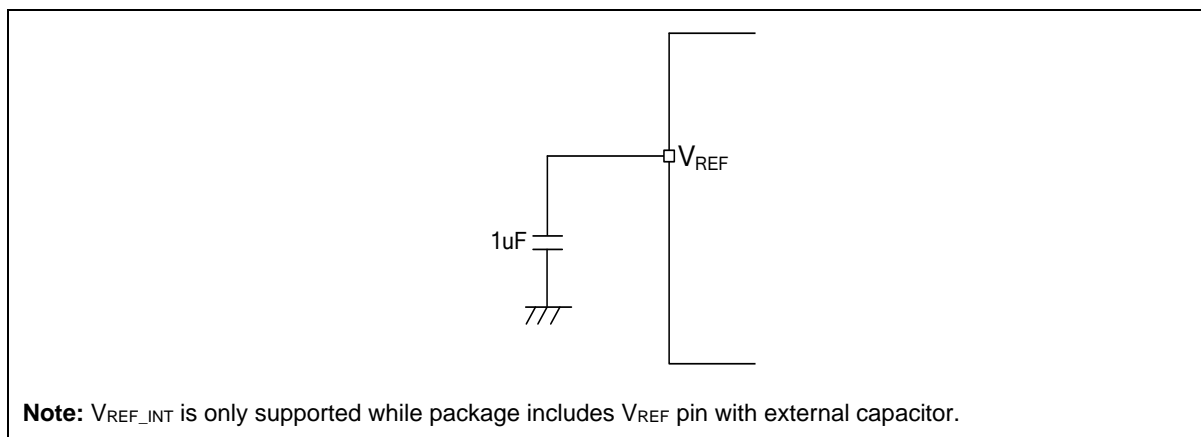 VREF
1uF
Note: VREF_INT is only supported while package includes VREF pin with external capacitor.